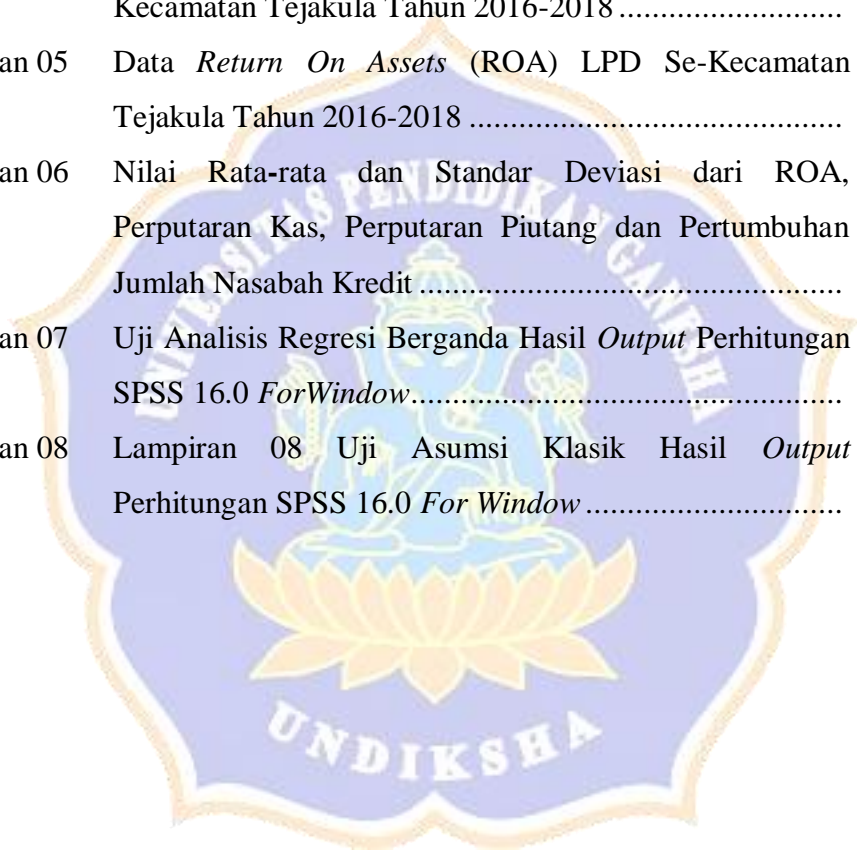 Kecamatan Tejakula Tahun 2016-2018 ...........................
an 05 Data Return On Assets (ROA) LPD Se-Kecamatan
Tejakula Tahun 2016-2018 .............................................
an 06 Nilai Rata-rata dan Standar Deviasi dari ROA,
Perputaran Kas, Perputaran Piutang dan Pertumbuhan
Jumlah Nasabah Kredit ...................................................
an 07 Uji Analisis Regresi Berganda Hasil Output Perhitungan
SPSS 16.0 ForWindow....................................................
an 08 Lampiran 08 Uji Asumsi Klasik Hasil Output
Perhitungan SPSS 16.0 For Window ...............................
UNIVERSITAS PENDIDIKAN GANESHA
UNDIKSHA